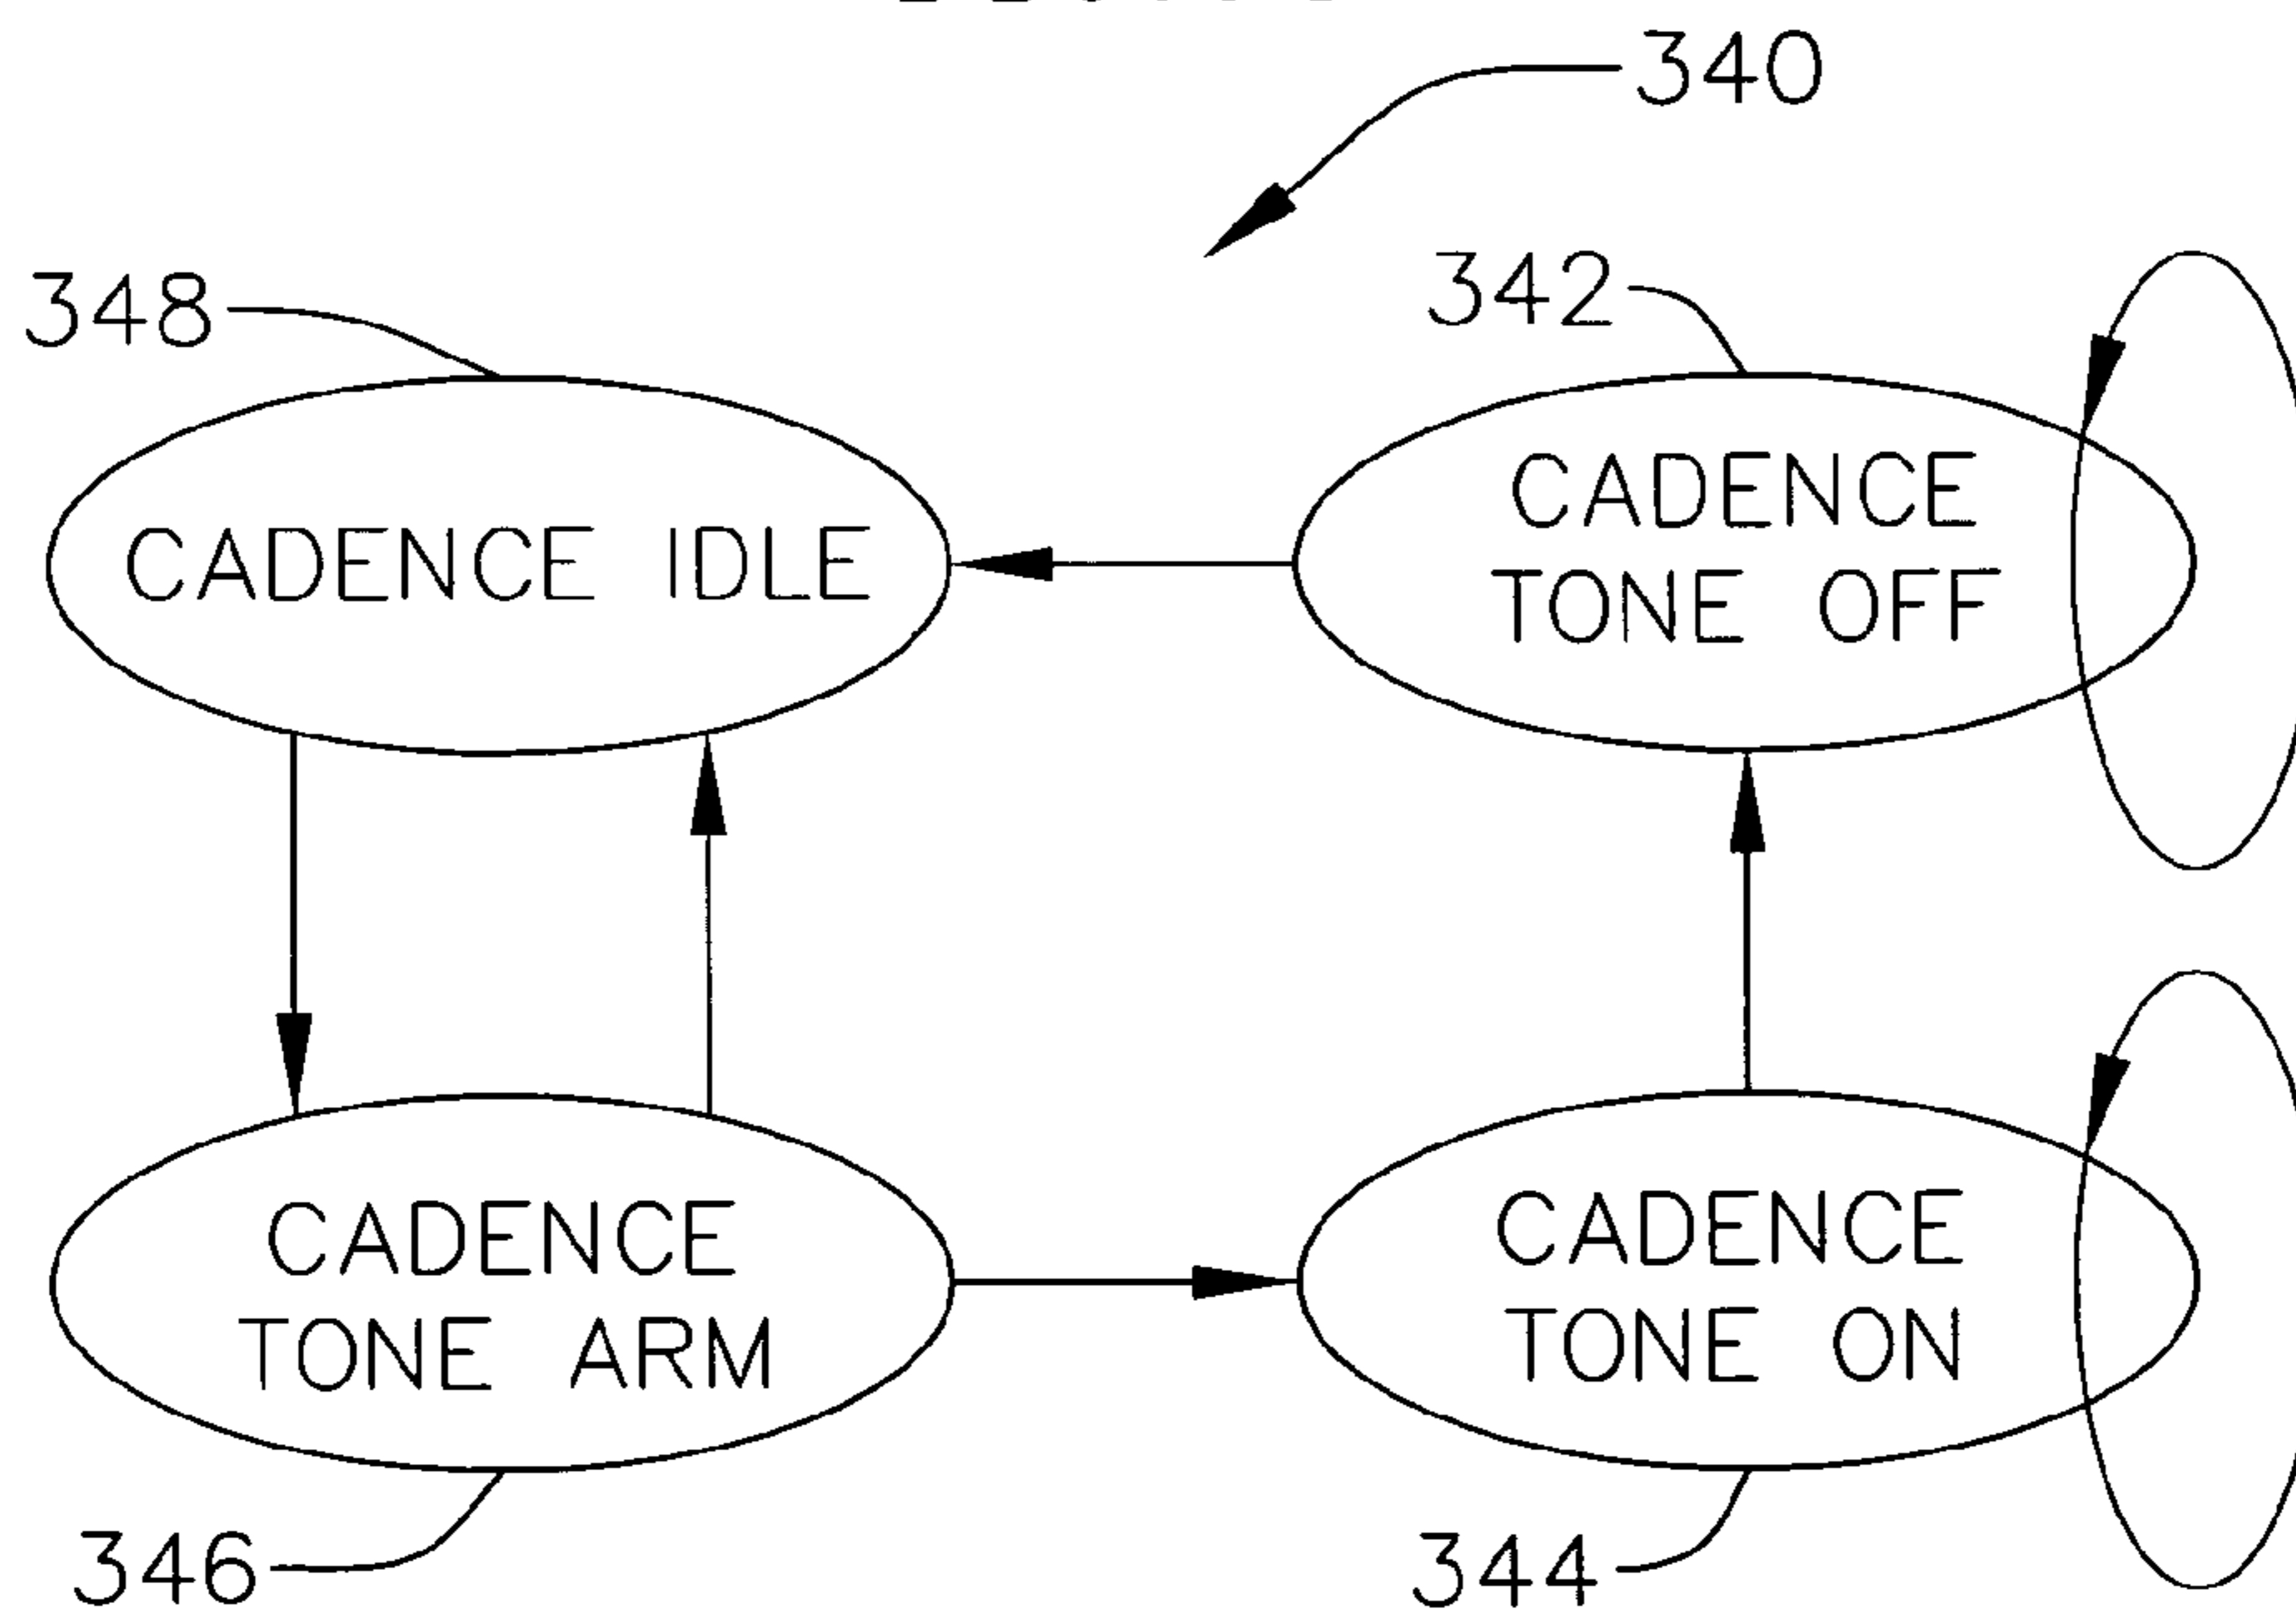 340
348
342
CADENCE IDLE
CADENCE
TONE OFF
CADENCE
TONE ARM
CADENCE
TONE ON
346
344